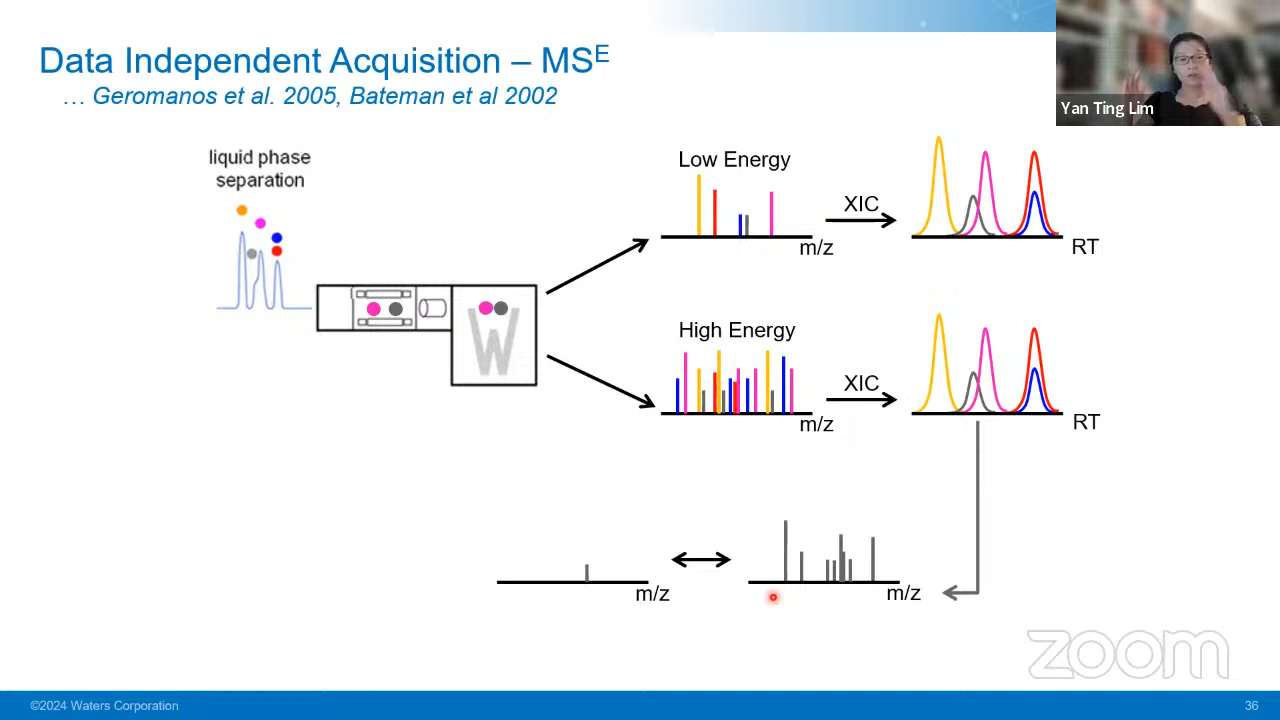 Data Independent Acquisition – MSᴱ
… Geromanos et al. 2005, Bateman et al 2002
Yan Ting Lim
liquid phase
separation
Low Energy
XIC
m/z
RT
W
High Energy
XIC
m/z
RT
m/z
m/z
zoom
©2024 Waters Corporation
36